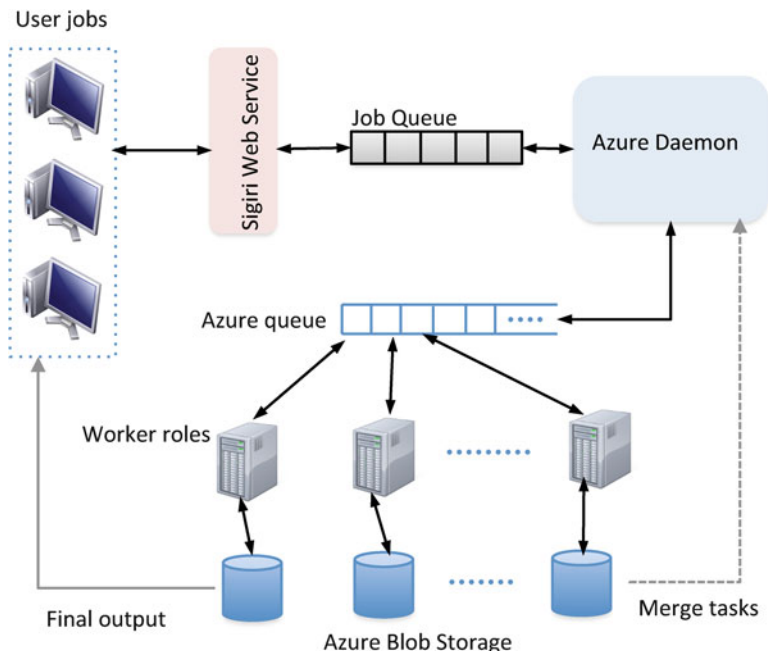 User jobs
Sigiri Web Service
Job Queue
Azure Daemon
Azure queue
Worker roles
Final output
Merge tasks
Azure Blob Storage